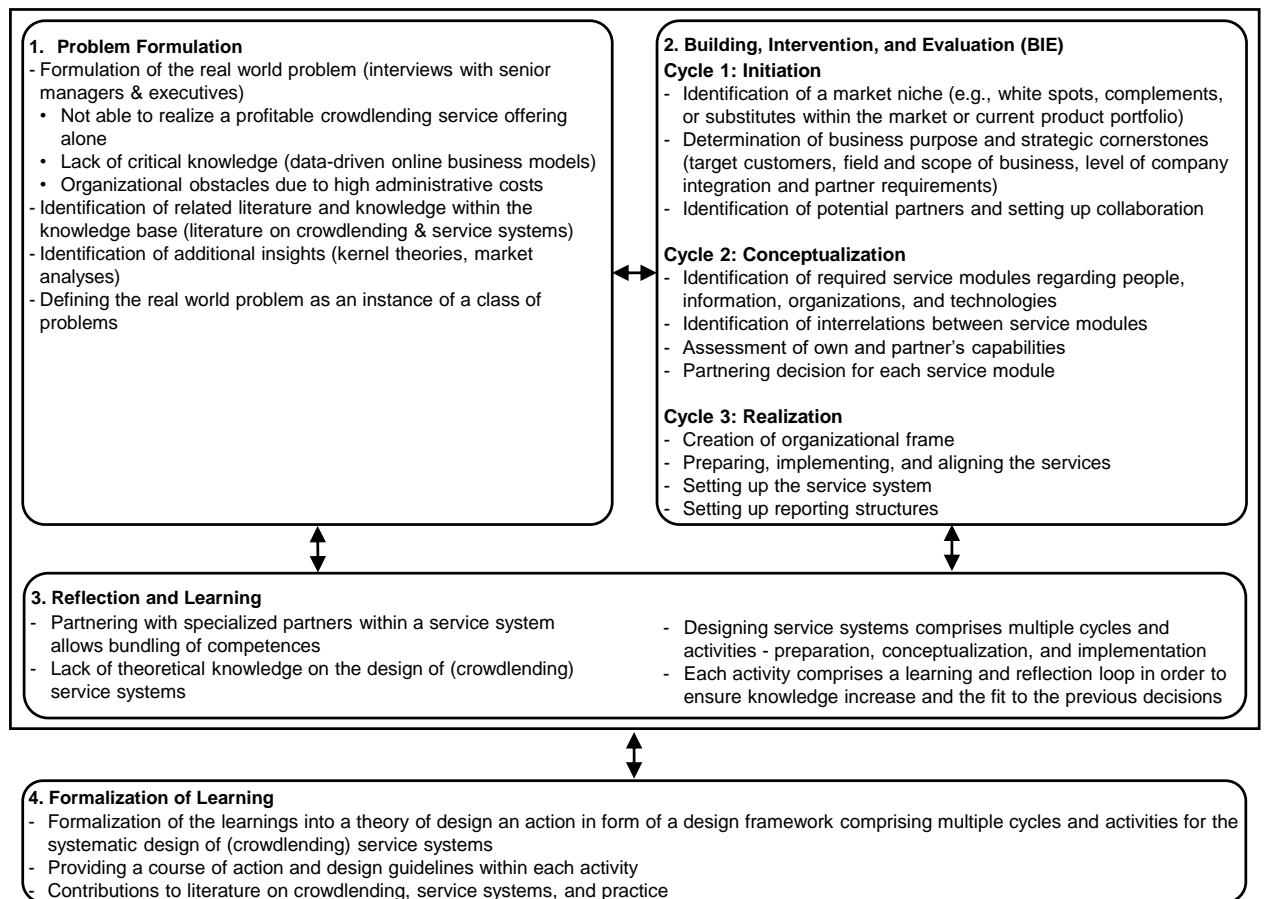 1. Problem Formulation
- Formulation of the real world problem (interviews with senior
managers & executives)
• Not able to realize a profitable crowdlending service offering
alone
• Lack of critical knowledge (data-driven online business models)
• Organizational obstacles due to high administrative costs
- Identification of related literature and knowledge within the
knowledge base (literature on crowdlending & service systems)
- Identification of additional insights (kernel theories, market
analyses)
- Defining the real world problem as an instance of a class of
problems
2. Building, Intervention, and Evaluation (BIE)
Cycle 1: Initiation
- Identification of a market niche (e.g., white spots, complements,
or substitutes within the market or current product portfolio)
- Determination of business purpose and strategic cornerstones
(target customers, field and scope of business, level of company
integration and partner requirements)
- Identification of potential partners and setting up collaboration
Cycle 2: Conceptualization
- Identification of required service modules regarding people,
information, organizations, and technologies
- Identification of interrelations between service modules
- Assessment of own and partner's capabilities
- Partnering decision for each service module
Cycle 3: Realization
- Creation of organizational frame
- Preparing, implementing, and aligning the services
- Setting up the service system
- Setting up reporting structures
3. Reflection and Learning
- Partnering with specialized partners within a service system
allows bundling of competences
- Lack of theoretical knowledge on the design of (crowdlending)
service systems
- Designing service systems comprises multiple cycles and
activities - preparation, conceptualization, and implementation
- Each activity comprises a learning and reflection loop in order to
ensure knowledge increase and the fit to the previous decisions
4. Formalization of Learning
- Formalization of the learnings into a theory of design an action in form of a design framework comprising multiple cycles and activities for the
systematic design of (crowdlending) service systems
- Providing a course of action and design guidelines within each activity
- Contributions to literature on crowdlending, service systems, and practice